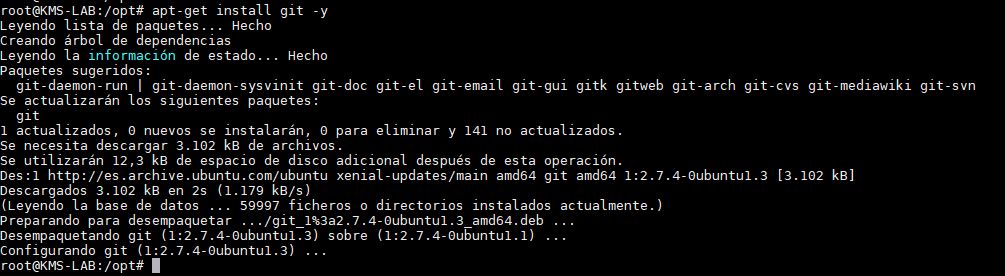 root@KMS-LAB:/opt# apt-get install git -y
Leyendo lista de paquetes... Hecho
Creando árbol de dependencias
Leyendo la información de estado... Hecho
Paquetes sugeridos:
  git-daemon-run | git-daemon-sysvinit git-doc git-el git-email git-gui gitk gitweb git-arch git-cvs git-mediawiki git-svn
Se actualizarán los siguientes paquetes:
  git
1 actualizados, 0 nuevos se instalarán, 0 para eliminar y 141 no actualizados.
Se necesita descargar 3.102 kB de archivos.
Se utilizarán 12,3 kB de espacio de disco adicional después de esta operación.
Des:1 http://es.archive.ubuntu.com/ubuntu xenial-updates/main amd64 git amd64 1:2.7.4-0ubuntu1.3 [3.102 kB]
Descargados 3.102 kB en 2s (1.179 kB/s)
(Leyendo la base de datos ... 59997 ficheros o directorios instalados actualmente.)
Preparando para desempaquetar .../git_1%3a2.7.4-0ubuntu1.3_amd64.deb ...
Desempaquetando git (1:2.7.4-0ubuntu1.3) sobre (1:2.7.4-0ubuntu1.1) ...
Configurando git (1:2.7.4-0ubuntu1.3) ...
root@KMS-LAB:/opt#